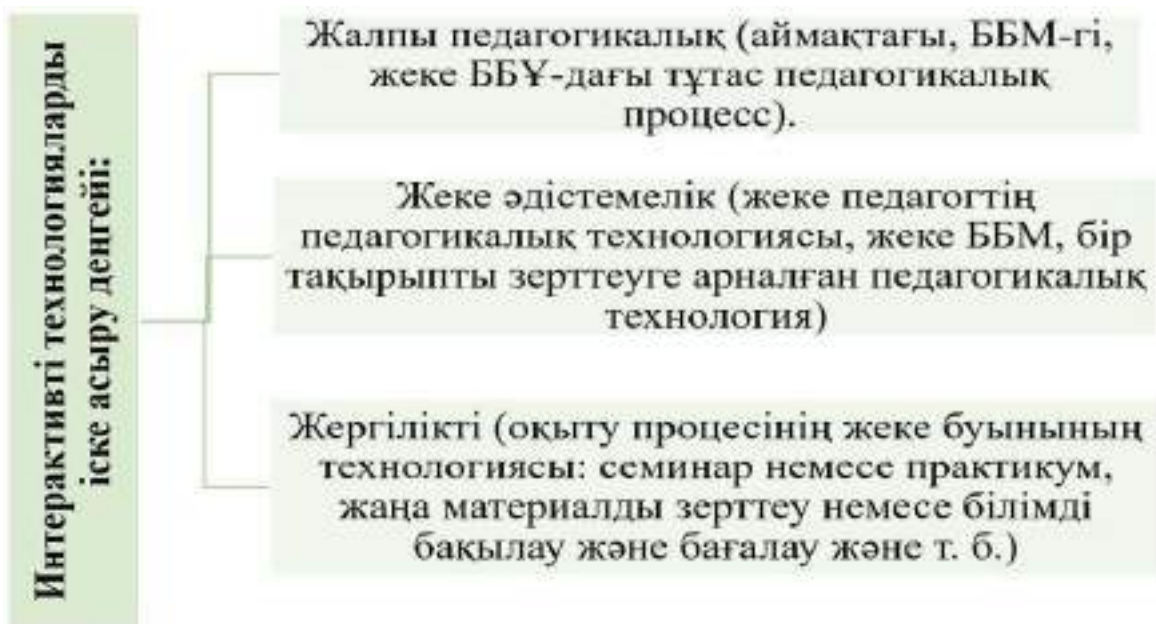 Интерактивті технологияларды
іске асыру денгейі:
Жалпы педагогикалық (аймақтағы, ББМ-гі,
жеке ББҰ-дағы тұтас педагогикалық
процесс).
Жеке әдістемелік (жеке педагогтің
педагогикалық технологиясы, жеке ББМ, бір
тақырыпты зерттеуге арналған педагогикалық
технология)
Жергілікті (оқыту процесінің жеке буынының
технологиясы: семинар немесе практикум,
жаңа материалды зерттеу немесе білімді
бақылау және бағалау және т. б.)